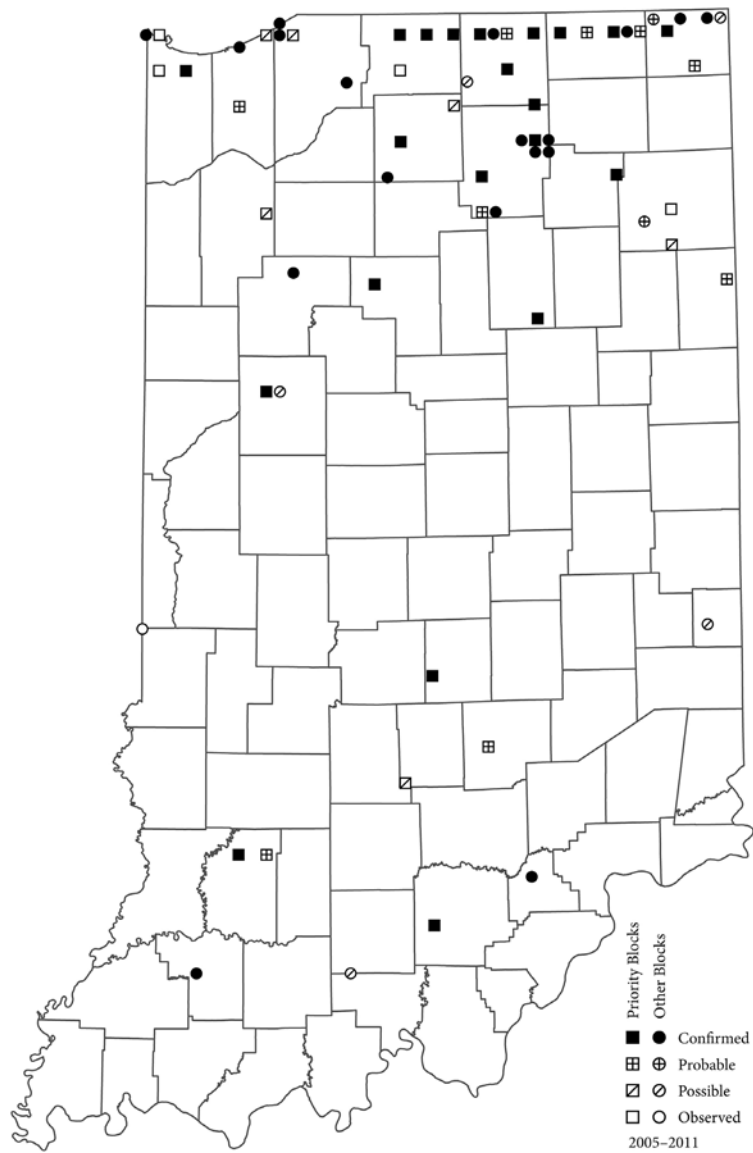 Priority Blocks
Other Blocks
Confirmed
Probable
Possible
Observed
2005–2011